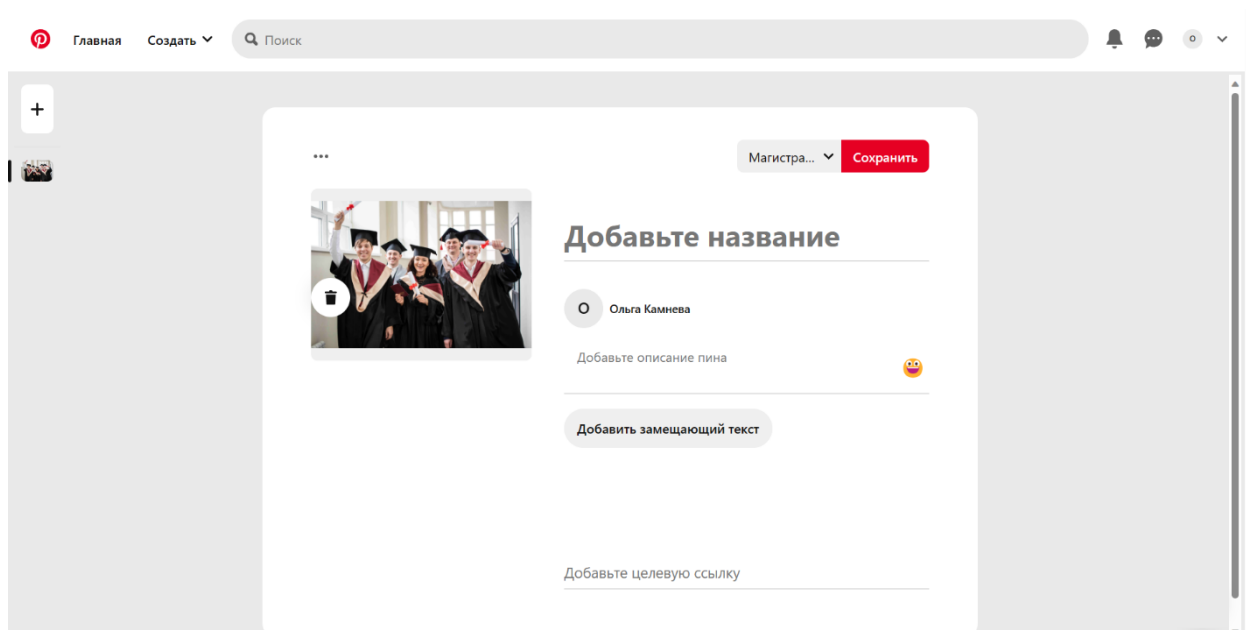 Главная Создать Поиск о
Магистра... Сохранить
Добавьте название
О Ольга Камнева
Добавьте описание пина
Добавить замещающий текст
Добавьте целевую ссылку